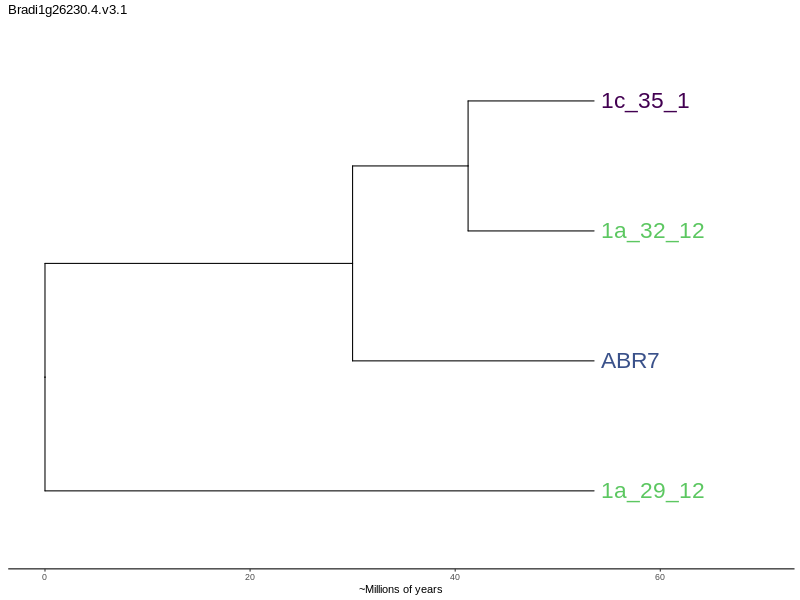 Bradi1g26230.4.v3.1
1c_35_1
1a_32_12
ABR7
1a_29_12
0 20 40 60
~Millions of years